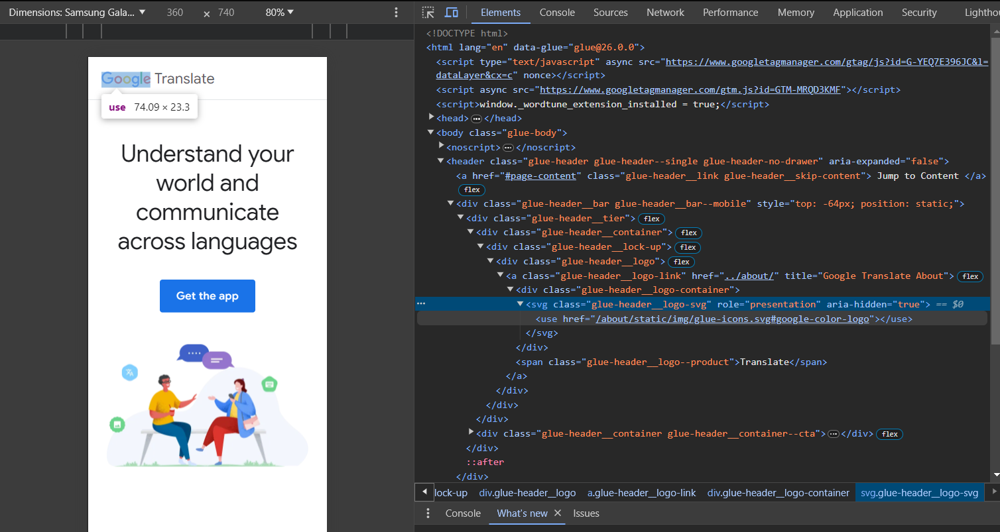 Dimensions: Samsung Gala... ▼ 360 × 740 80% ▼
Elements Console Sources Network Performance Memory Application Security Lighthou
Google Translate
use 74.09 × 23.3
Understand your
world and
communicate
across languages
Get the app
<!DOCTYPE html>
<html lang="en" data-glue="glue@26.0.0">
<script type="text/javascript" async src="https://www.googletagmanager.com/gtag/js?id=G-YEQ7E396JC&l=
dataLayer&cx=c" nonce></script>
<script async src="https://www.googletagmanager.com/gtm.js?id=GTM-MRQD3KMF"></script>
<script>window._wordtune_extension_installed = true;</script>
<head> ••• </head>
<body class="glue-body">
<noscript> ••• </noscript>
<header class="glue-header glue-header--single glue-header-no-drawer" aria-expanded="false">
<a href="#page-content" class="glue-header__link glue-header__skip-content"> Jump to Content </a>
flex
<div class="glue-header__bar glue-header__bar--mobile" style="top: -64px; position: static;">
<div class="glue-header__tier"> flex
<div class="glue-header__container"> flex
<div class="glue-header__lock-up"> flex
<div class="glue-header__logo"> flex
<a class="glue-header__logo-link" href="../about/" title="Google Translate About"> flex
<div class="glue-header__logo-container">
<svg class="glue-header__logo-svg" role="presentation" aria-hidden="true"> == $0
<use href="/about/static/img/glue-icons.svg#google-color-logo"></use>
</svg>
</div>
<span class="glue-header__logo--product">Translate</span>
</a>
</div>
</div>
</div>
<div class="glue-header__container glue-header__container--cta"> ••• </div> flex
</div>
::after
</div>
lock-up div.glue-header__logo a.glue-header__logo-link div.glue-header__logo-container svg.glue-header__logo-svg
Console What's new × Issues